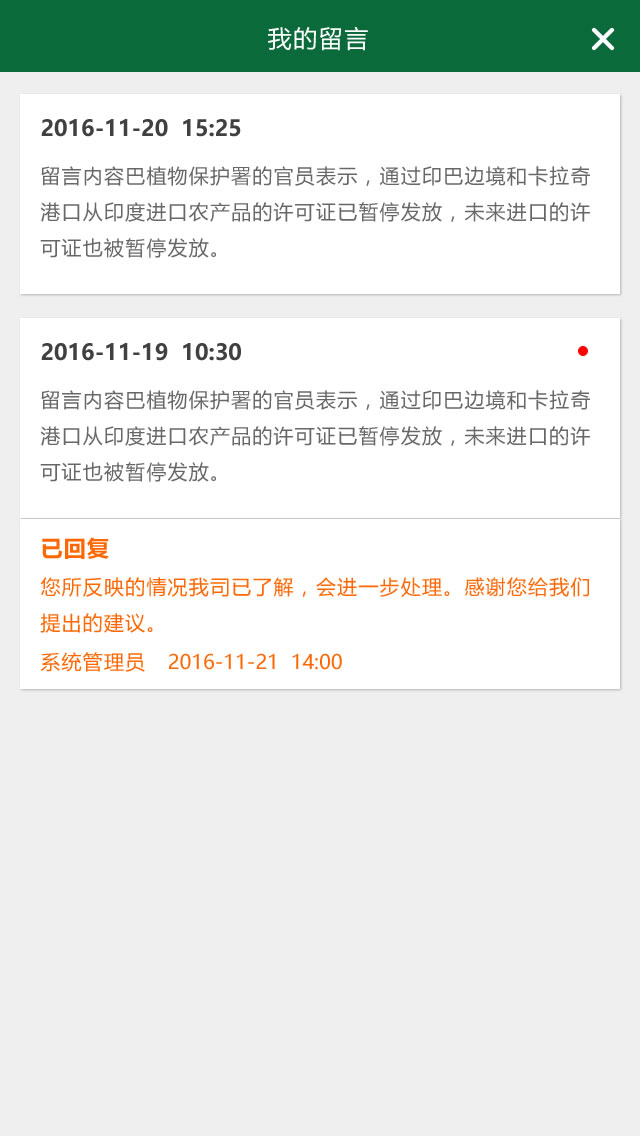 我的留言
2016-11-20 15:25
留言内容巴植物保护署的官员表示，通过印巴边境和卡拉奇
港口从印度进口农产品的许可证已暂停发放，未来进口的许
可证也被暂停发放。
2016-11-19 10:30
留言内容巴植物保护署的官员表示，通过印巴边境和卡拉奇
港口从印度进口农产品的许可证已暂停发放，未来进口的许
可证也被暂停发放。
已回复
您所反映的情况我司已了解，会进一步处理。感谢您给我们
提出的建议。
系统管理员 2016-11-21 14:00